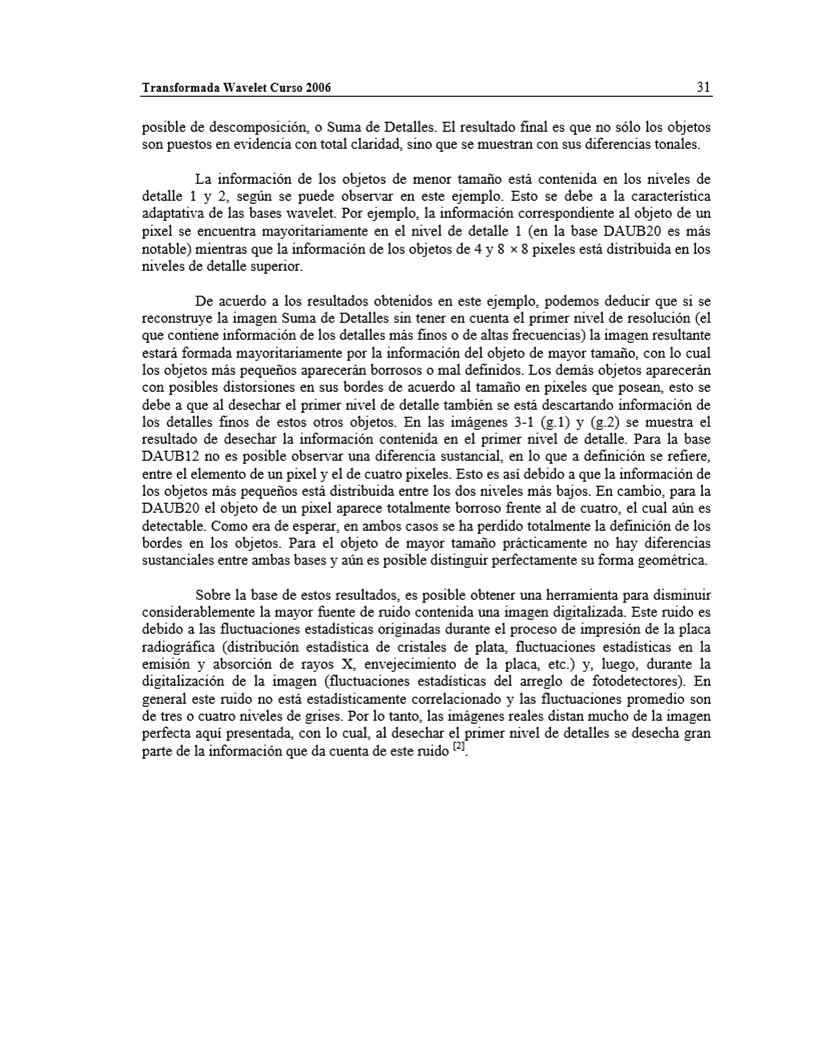 Transformada Wavelet Curso 2006 31
posible de descomposición, o Suma de Detalles. El resultado final es que no sólo los objetos
son puestos en evidencia con total claridad, sino que se muestran con sus diferencias tonales.
La información de los objetos de menor tamaño está contenida en los niveles de
detalle 1 y 2, según se puede observar en este ejemplo. Esto se debe a la característica
adaptativa de las bases wavelet. Por ejemplo, la información correspondiente al objeto de un
pixel se encuentra mayoritariamente en el nivel de detalle 1 (en la base DAUB20 es más
notable) mientras que la información de los objetos de 4 y 8 × 8 pixeles está distribuida en los
niveles de detalle superior.
De acuerdo a los resultados obtenidos en este ejemplo, podemos deducir que si se
reconstruye la imagen Suma de Detalles sin tener en cuenta el primer nivel de resolución (el
que contiene información de los detalles más finos o de altas frecuencias) la imagen resultante
estará formada mayoritariamente por la información del objeto de mayor tamaño, con lo cual
los objetos más pequeños aparecerán borrosos o mal definidos. Los demás objetos aparecerán
con posibles distorsiones en sus bordes de acuerdo al tamaño en pixeles que posean, esto se
debe a que al desechar el primer nivel de detalle también se está descartando información de
los detalles finos de estos otros objetos. En las imágenes 3-1 (g.1) y (g.2) se muestra el
resultado de desechar la información contenida en el primer nivel de detalle. Para la base
DAUB12 no es posible observar una diferencia sustancial, en lo que a definición se refiere,
entre el elemento de un pixel y el de cuatro pixeles. Esto es así debido a que la información de
los objetos más pequeños está distribuida entre los dos niveles más bajos. En cambio, para la
DAUB20 el objeto de un pixel aparece totalmente borroso frente al de cuatro, el cual aún es
detectable. Como era de esperar, en ambos casos se ha perdido totalmente la definición de los
bordes en los objetos. Para el objeto de mayor tamaño prácticamente no hay diferencias
sustanciales entre ambas bases y aún es posible distinguir perfectamente su forma geométrica.
Sobre la base de estos resultados, es posible obtener una herramienta para disminuir
considerablemente la mayor fuente de ruido contenida una imagen digitalizada. Este ruido es
debido a las fluctuaciones estadísticas originadas durante el proceso de impresión de la placa
radiográfica (distribución estadística de cristales de plata, fluctuaciones estadísticas en la
emisión y absorción de rayos X, envejecimiento de la placa, etc.) y, luego, durante la
digitalización de la imagen (fluctuaciones estadísticas del arreglo de fotodetectores). En
general este ruido no está estadísticamente correlacionado y las fluctuaciones promedio son
de tres o cuatro niveles de grises. Por lo tanto, las imágenes reales distan mucho de la imagen
perfecta aquí presentada, con lo cual, al desechar el primer nivel de detalles se desecha gran
parte de la información que da cuenta de este ruido [2].